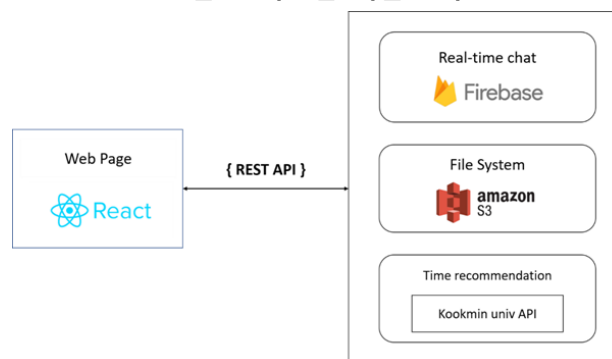 Real-time chat
Firebase
Web Page
React
{ REST API }
File System
amazon
S3
Time recommendation
Kookmin univ API